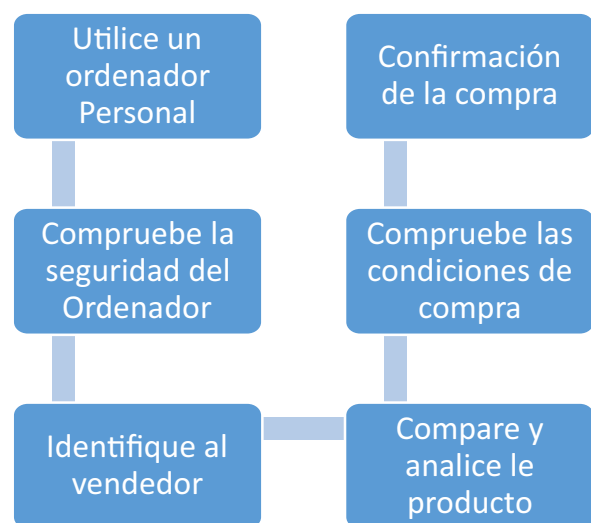 Utilice un
ordenador
Personal
Compruebe la
seguridad del
Ordenador
Identifique al
vendedor
Compare y
analice le
producto
Compruebe las
condiciones de
compra
Confirmación
de la compra